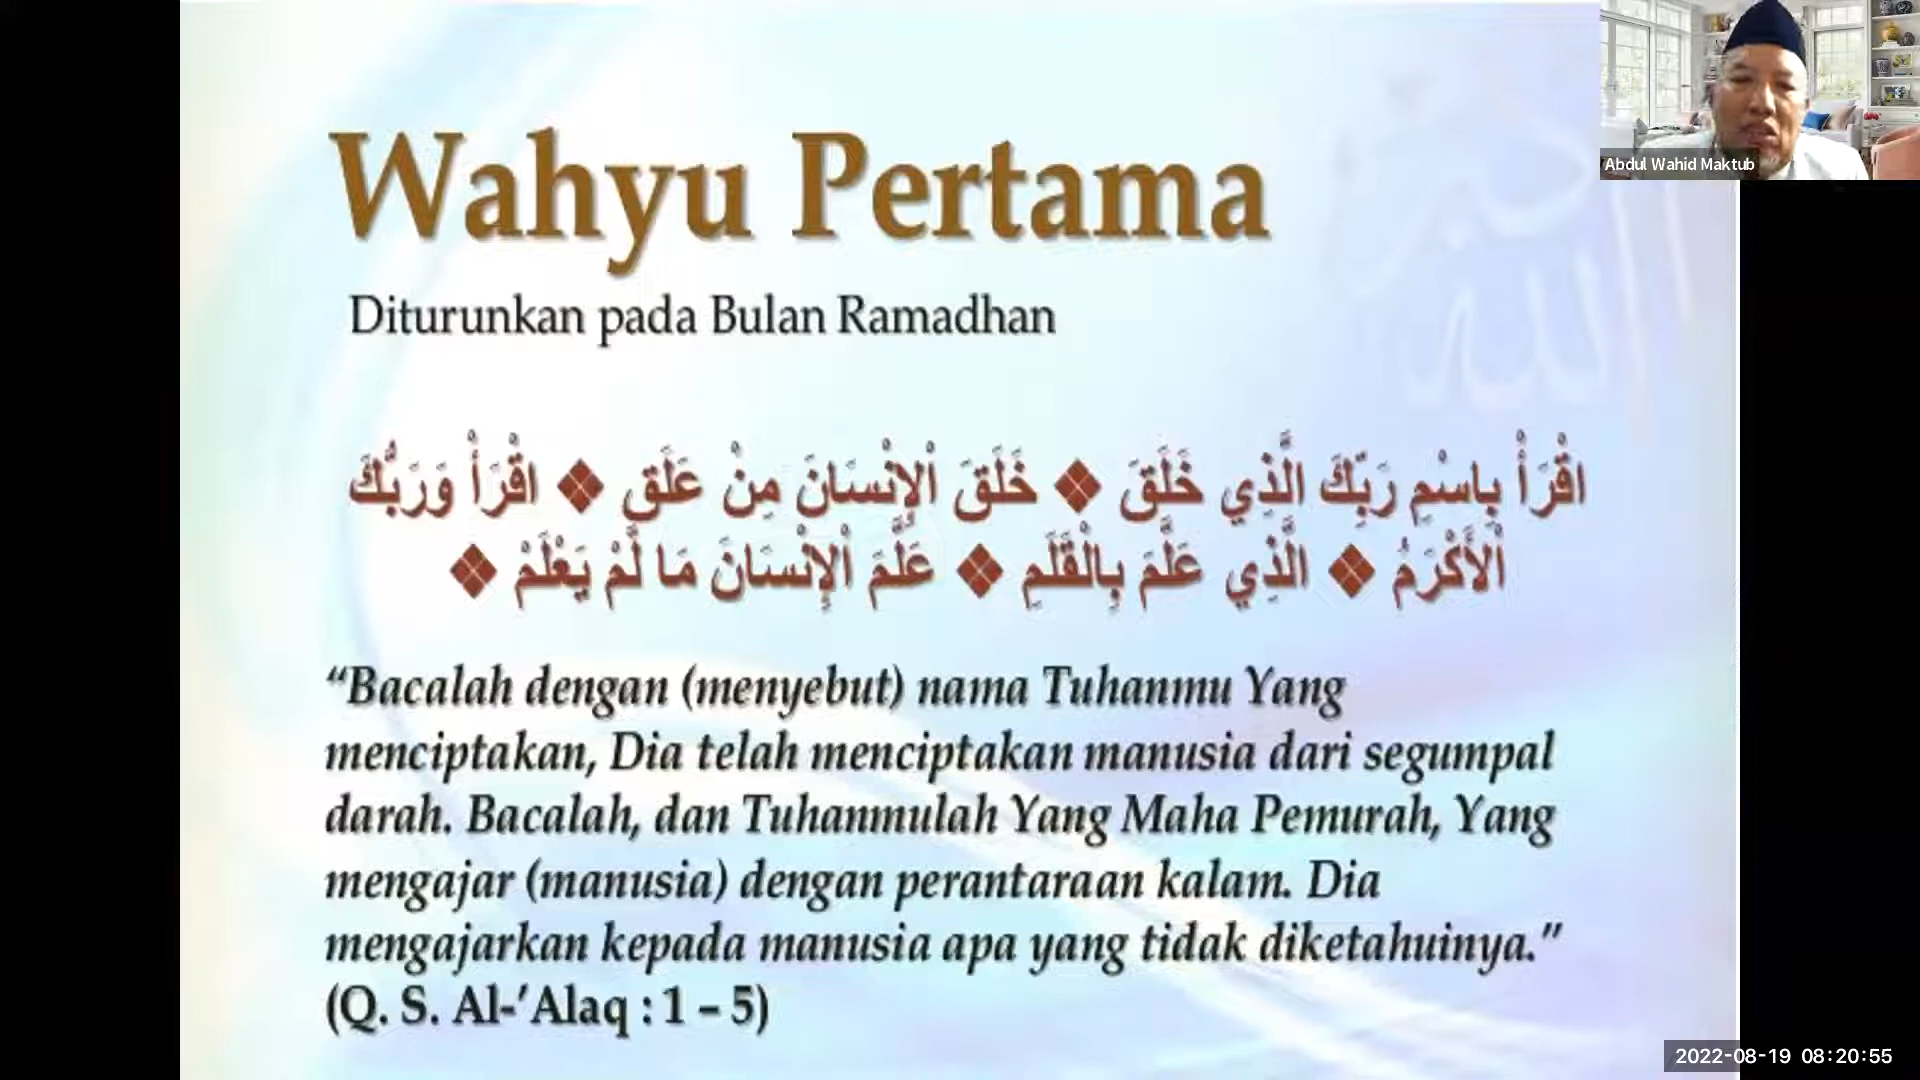 Wahyu Pertama
Diturunkan pada Bulan Ramadhan
اقْرَأْ بِاسْمِ رَبِّكَ الَّذِي خَلَقَ ❖ خَلَقَ اْلإِنْسَانَ مِنْ عَلَقٍ ❖ اقْرَأْ وَرَبُّكَ
اْلأَكْرَمُ ❖ الَّذِي عَلَّمَ بِالْقَلَمِ ❖ عَلَّمَ اْلإِنْسَانَ مَا لَمْ يَعْلَمْ ❖
“Bacalah dengan (menyebut) nama Tuhanmu Yang
menciptakan, Dia telah menciptakan manusia dari segumpal
darah. Bacalah, dan Tuhanmulah Yang Maha Pemurah, Yang
mengajar (manusia) dengan perantaraan kalam. Dia
mengajarkan kepada manusia apa yang tidak diketahuinya.”
(Q. S. Al-’Alaq : 1 – 5)
Abdul Wahid Maktub
2022-08-19 08:20:55